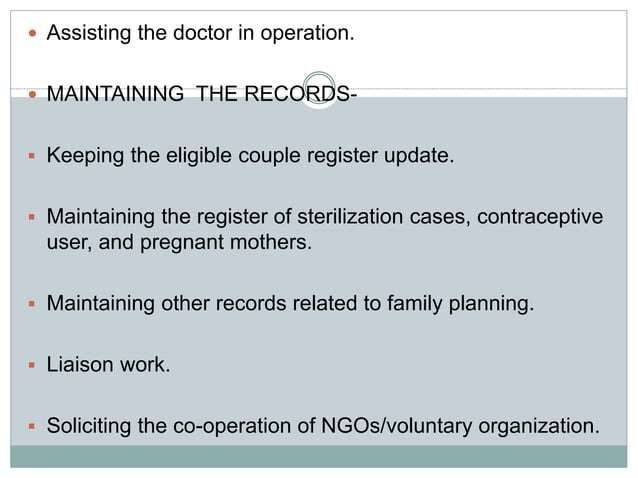 Assisting the doctor in operation.
MAINTAINING THE RECORDS-
Keeping the eligible couple register update.
Maintaining the register of sterilization cases, contraceptive
user, and pregnant mothers.
Maintaining other records related to family planning.
Liaison work.
Soliciting the co-operation of NGOs/voluntary organization.